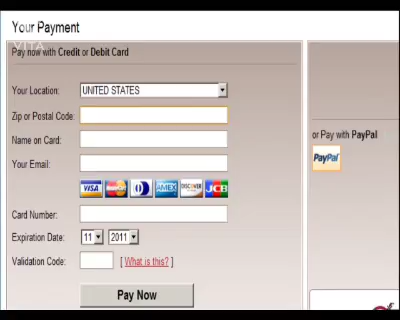 Your Payment
VITA
Pay now with Credit or Debit Card
Your Location: UNITED STATES
Zip or Postal Code:
Name on Card:
Your Email:
VISA MasterCard AMEX DISCOVER JCB
Card Number:
Expiration Date: 11 2011
Validation Code: [ What is this? ]
Pay Now
or Pay with PayPal
PayPal